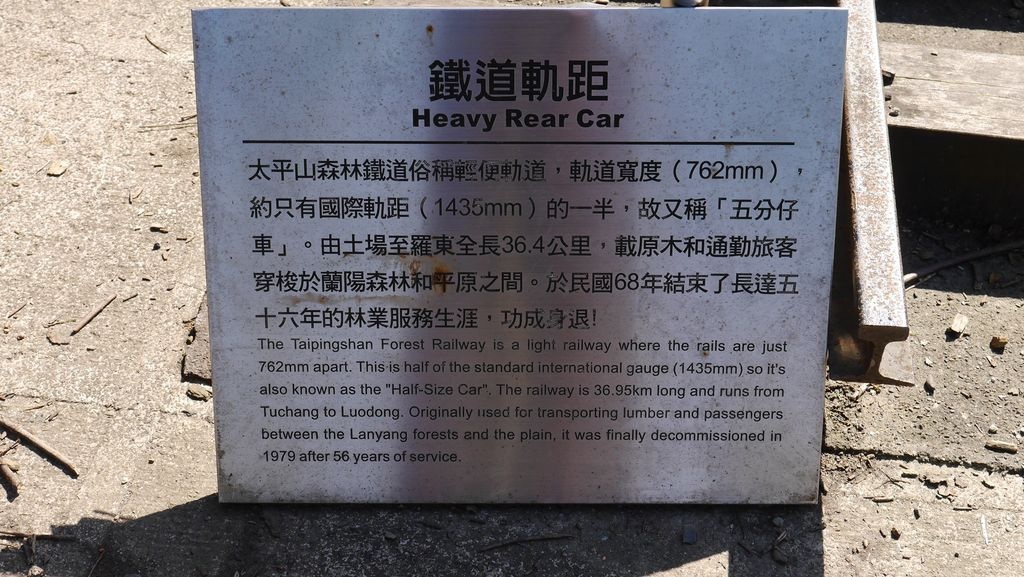 鐵道軌距
Heavy Rear Car
太平山森林鐵道俗稱輕便軌道，軌道寬度（762mm），
約只有國際軌距（1435mm）的一半，故又稱「五分仔
車」。由土場至羅東全長36.4公里，載原木和通勤旅客
穿梭於蘭陽森林和平原之間。於民國68年結束了長達五
十六年的林業服務生涯，功成身退!
The Taipingshan Forest Railway is a light railway where the rails are just
762mm apart. This is half of the standard international gauge (1435mm) so it's
also known as the "Half-Size Car". The railway is 36.95km long and runs from
Tuchang to Luodong. Originally used for transporting lumber and passengers
between the Lanyang forests and the plain, it was finally decommissioned in
1979 after 56 years of service.